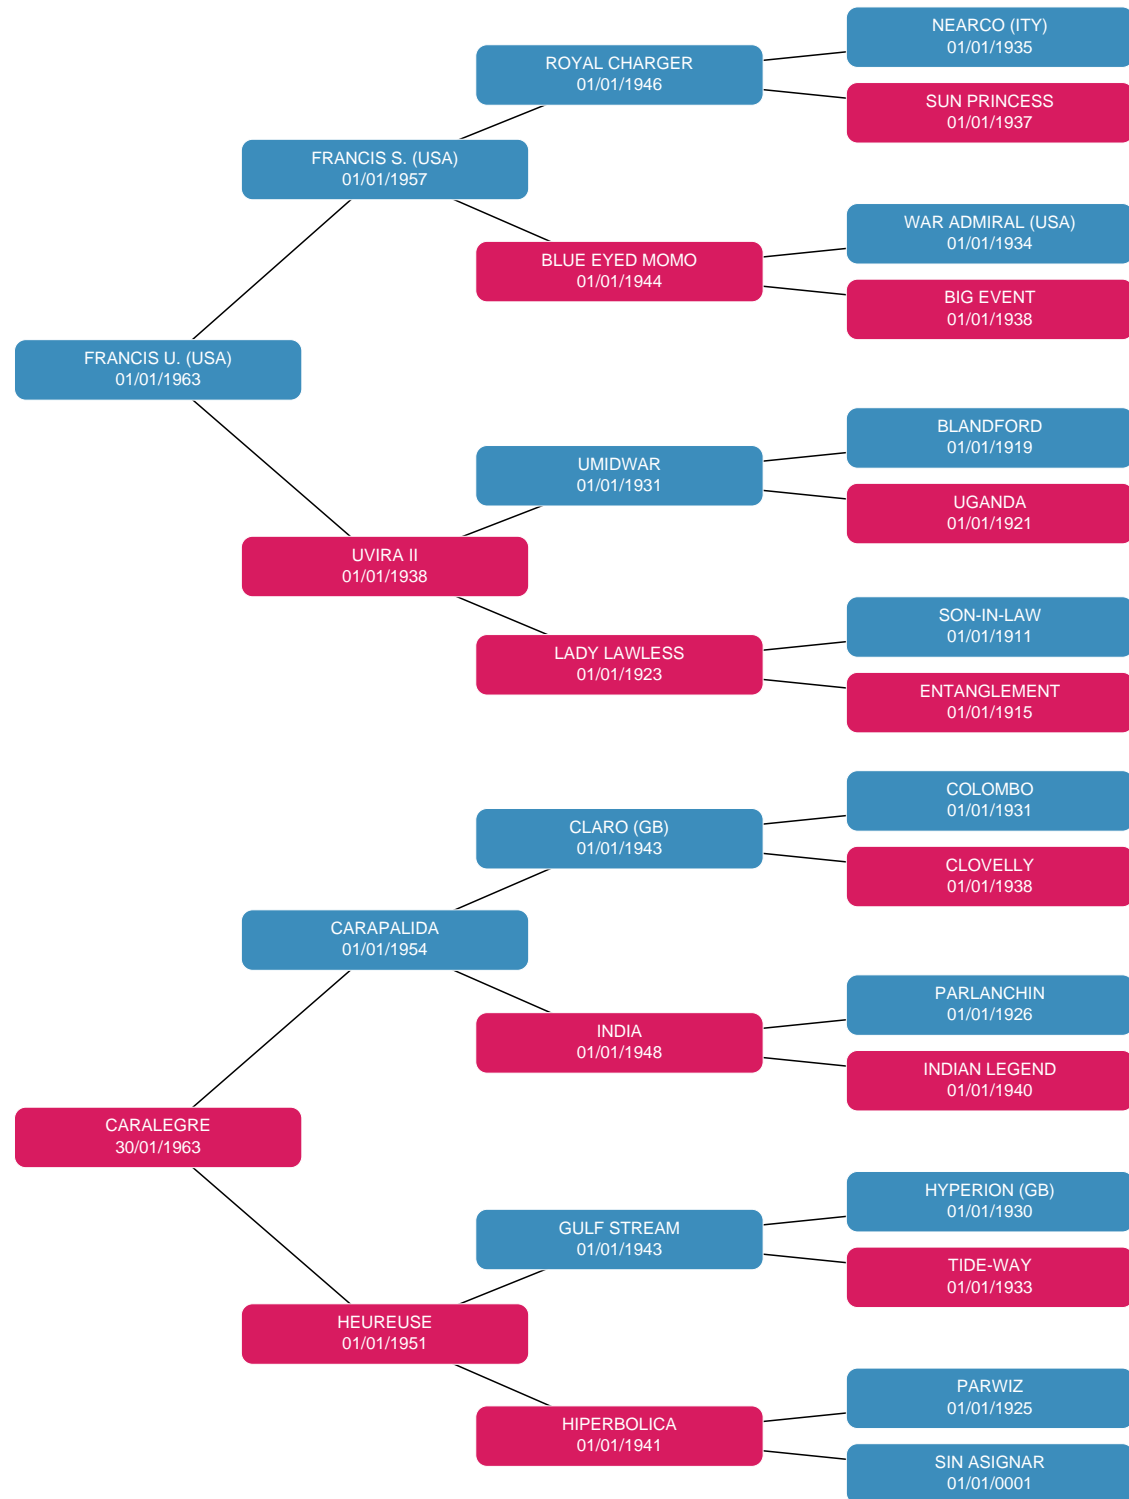 NEARCO (ITY)
01/01/1935
ROYAL CHARGER
01/01/1946
SUN PRINCESS
01/01/1937
FRANCIS S. (USA)
01/01/1957
WAR ADMIRAL (USA)
01/01/1934
BLUE EYED MOMO
01/01/1944
BIG EVENT
01/01/1938
FRANCIS U. (USA)
01/01/1963
BLANDFORD
01/01/1919
UMIDWAR
01/01/1931
UGANDA
01/01/1921
UVIRA II
01/01/1938
SON-IN-LAW
01/01/1911
LADY LAWLESS
01/01/1923
ENTANGLEMENT
01/01/1915
COLOMBO
01/01/1931
CLARO (GB)
01/01/1943
CLOVELLY
01/01/1938
CARAPALIDA
01/01/1954
PARLANCHIN
01/01/1926
INDIA
01/01/1948
INDIAN LEGEND
01/01/1940
CARALEGRE
30/01/1963
HYPERION (GB)
01/01/1930
GULF STREAM
01/01/1943
TIDE-WAY
01/01/1933
HEUREUSE
01/01/1951
PARWIZ
01/01/1925
HIPERBOLICA
01/01/1941
SIN ASIGNAR
01/01/0001